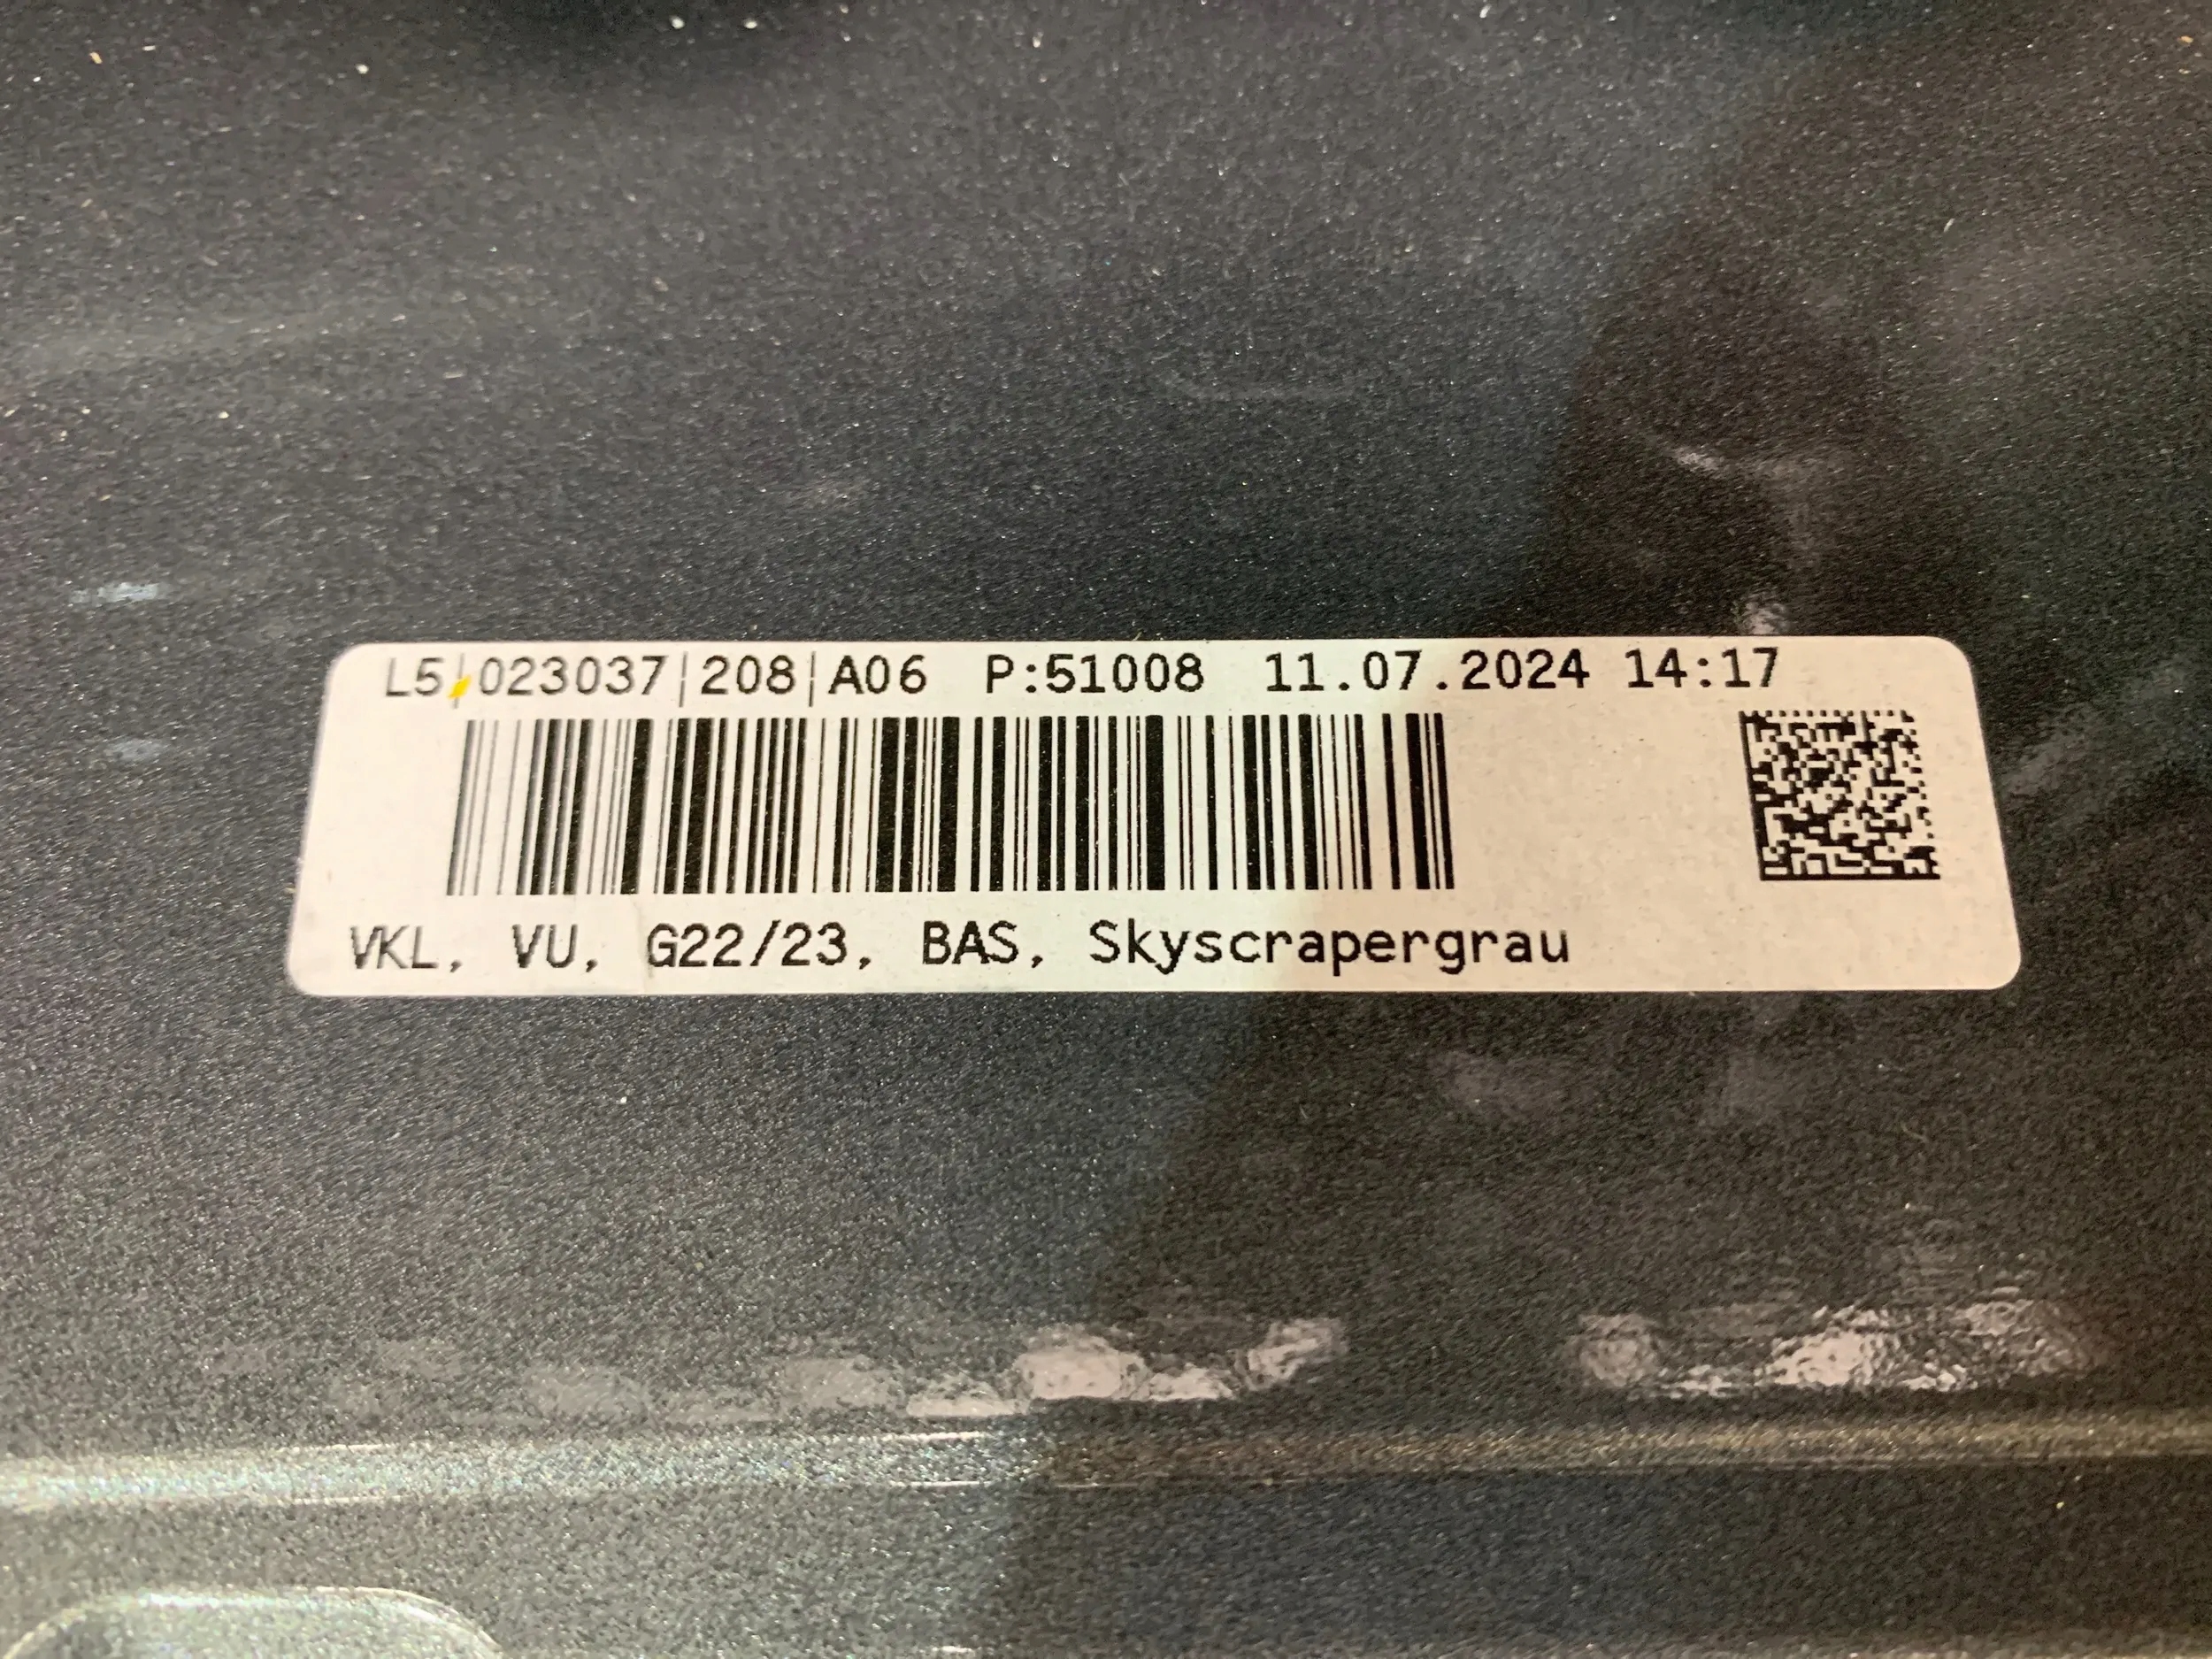 L5|023037|208|A06 P:51008 11.07.2024 14:17
VKL, VU, G22/23, BAS, Skyscrapergrau